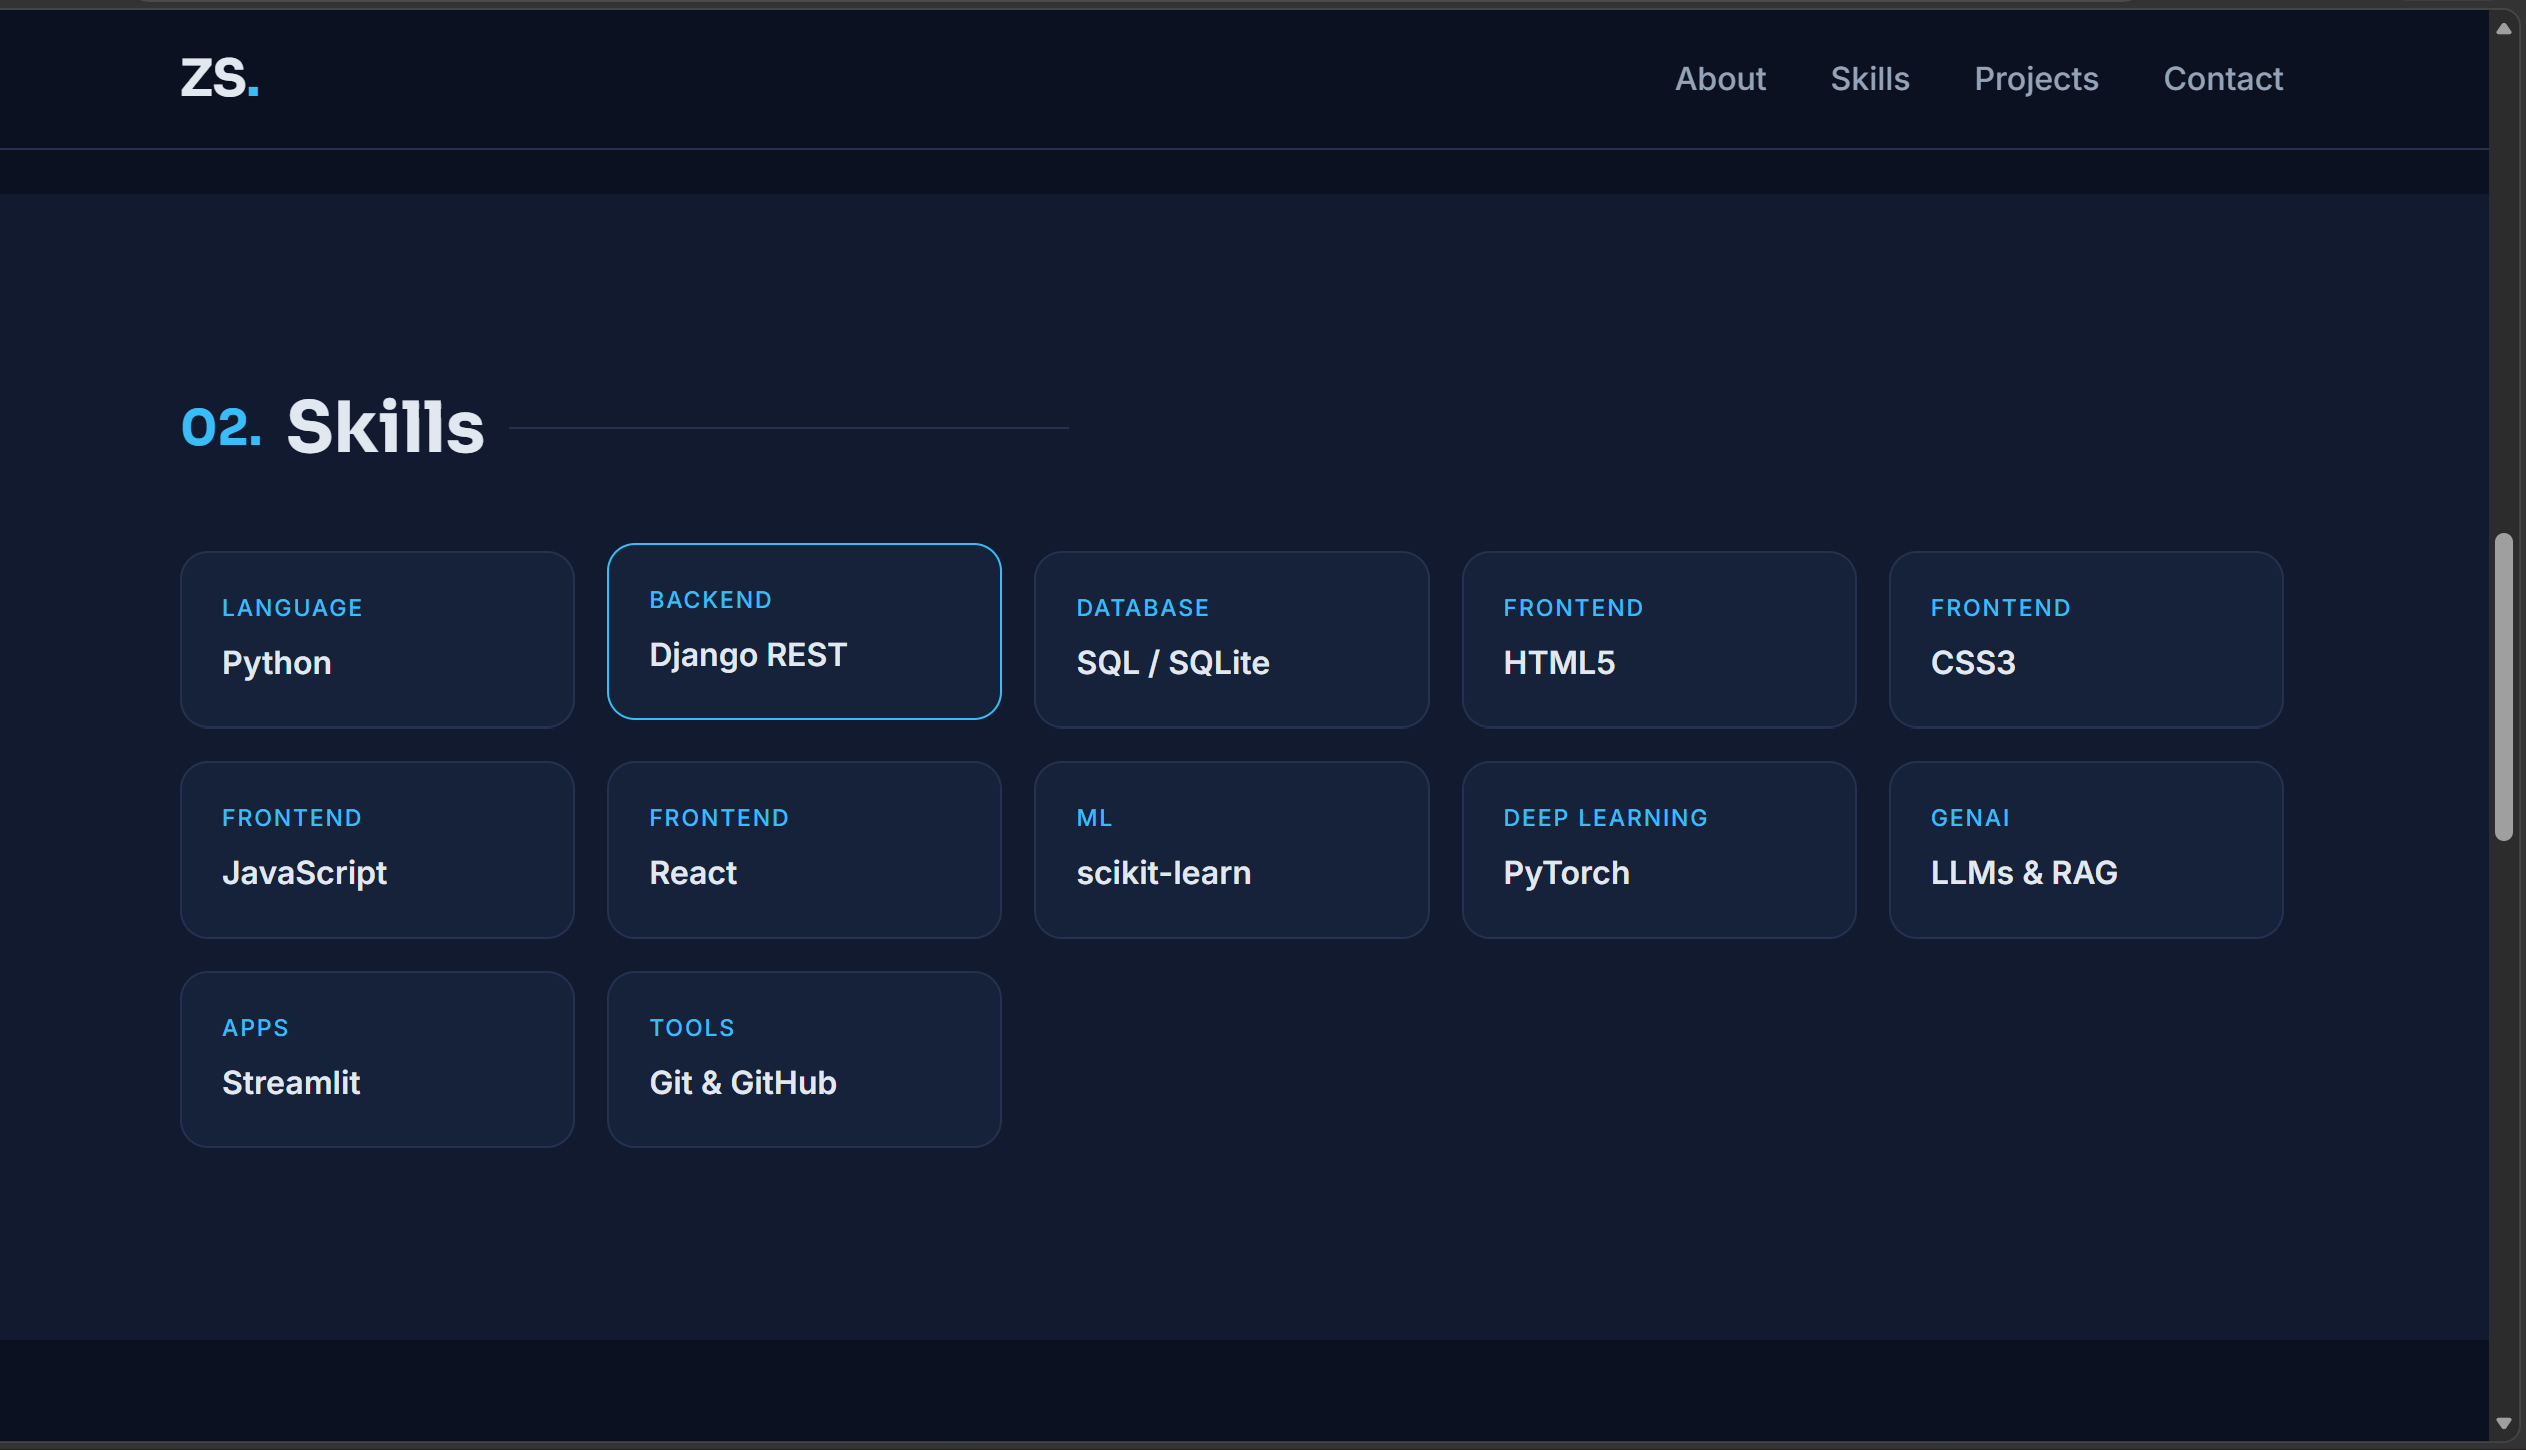 ZS.
About Skills Projects Contact
02. Skills
LANGUAGE
Python
BACKEND
Django REST
DATABASE
SQL / SQLite
FRONTEND
HTML5
FRONTEND
CSS3
FRONTEND
JavaScript
FRONTEND
React
ML
scikit-learn
DEEP LEARNING
PyTorch
GENAI
LLMs & RAG
APPS
Streamlit
TOOLS
Git & GitHub